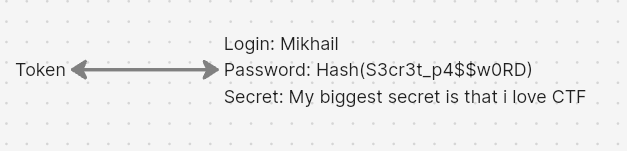 Login: Mikhail
Token Password: Hash(S3cr3t_p4$$w0RD)
Secret: My biggest secret is that i love CTF